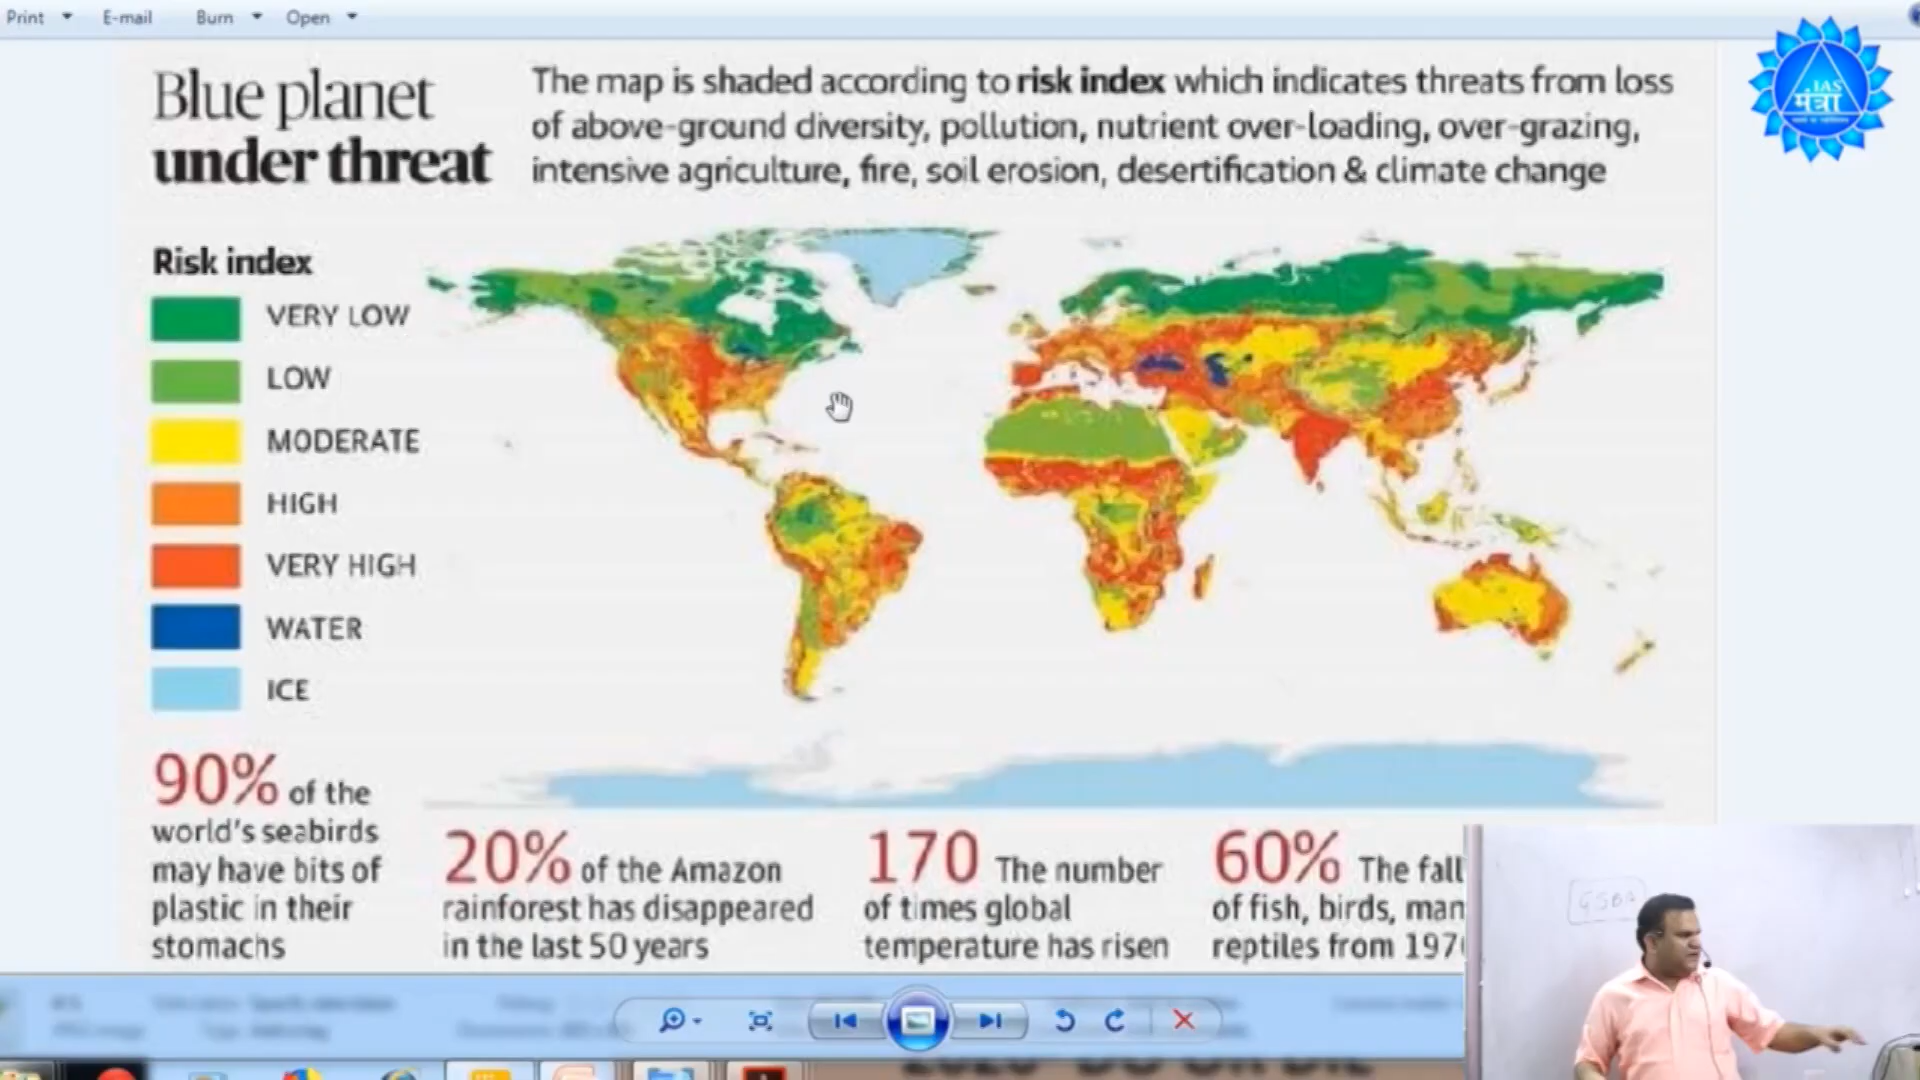 Print
E-mail
Burn
Open
Blue planet
under threat
The map is shaded according to risk index which indicates threats from loss
of above-ground diversity, pollution, nutrient over-loading, over-grazing,
intensive agriculture, fire, soil erosion, desertification & climate change
IAS
मंत्रा
Risk index
VERY LOW
LOW
MODERATE
HIGH
VERY HIGH
WATER
ICE
90% of the
world's seabirds
may have bits of
plastic in their
stomachs
20% of the Amazon
rainforest has disappeared
in the last 50 years
170 The number
of times global
temperature has risen
60% The fall
of fish, birds, mam
reptiles from 197